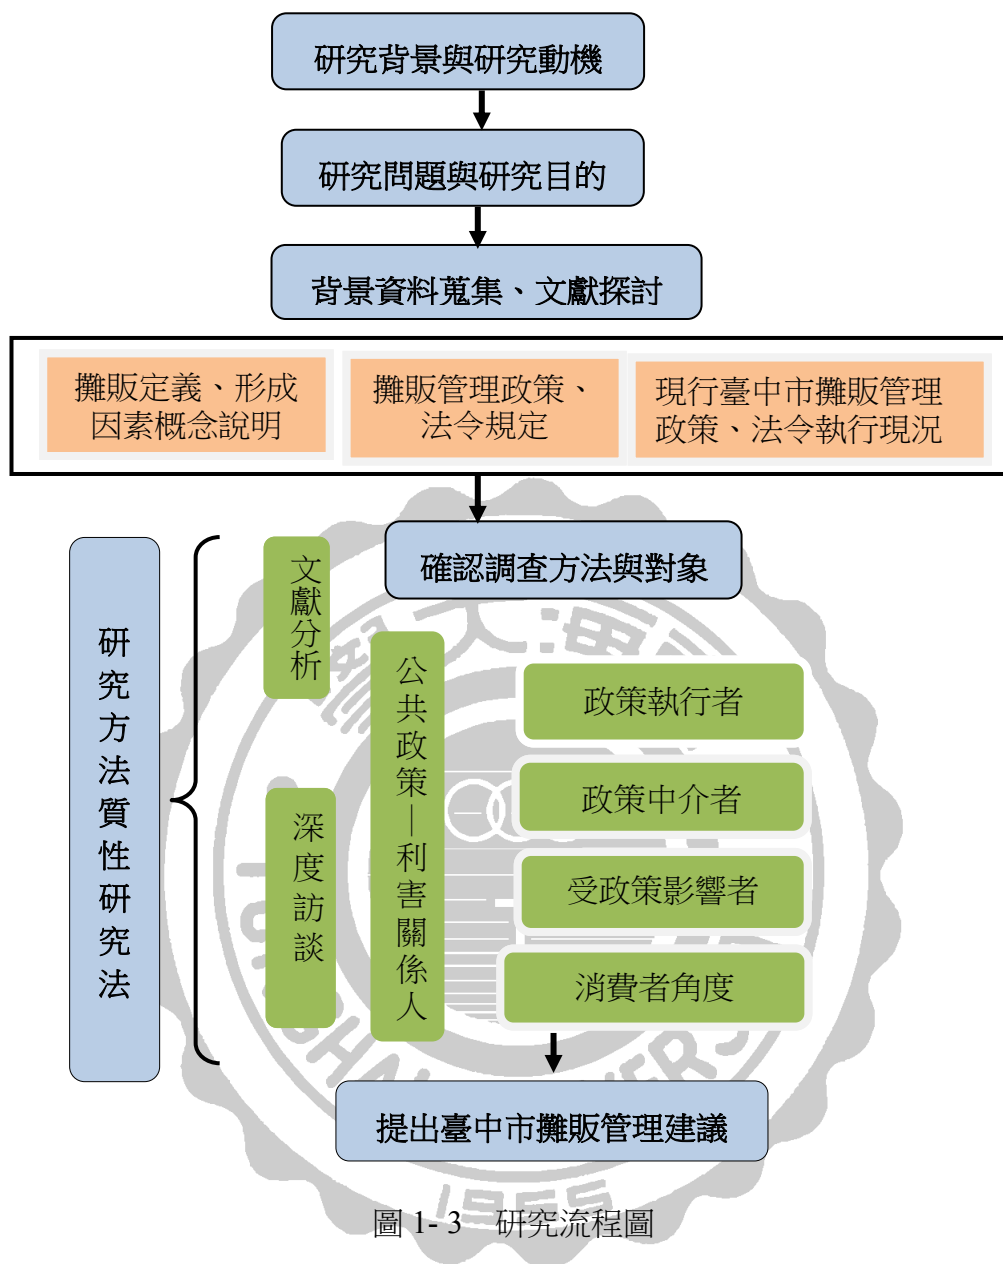 研究背景與研究動機
研究問題與研究目的
背景資料蒐集、文獻探討
攤販定義、形成
因素概念說明
攤販管理政策、
法令規定
現行臺中市攤販管理
政策、法令執行現況
確認調查方法與對象
研究方法質性研究法
文獻分析
深度訪談
公共政策—利害關係人
政策執行者
政策中介者
受政策影響者
消費者角度
提出臺中市攤販管理建議
1955
圖 1- 3　研究流程圖